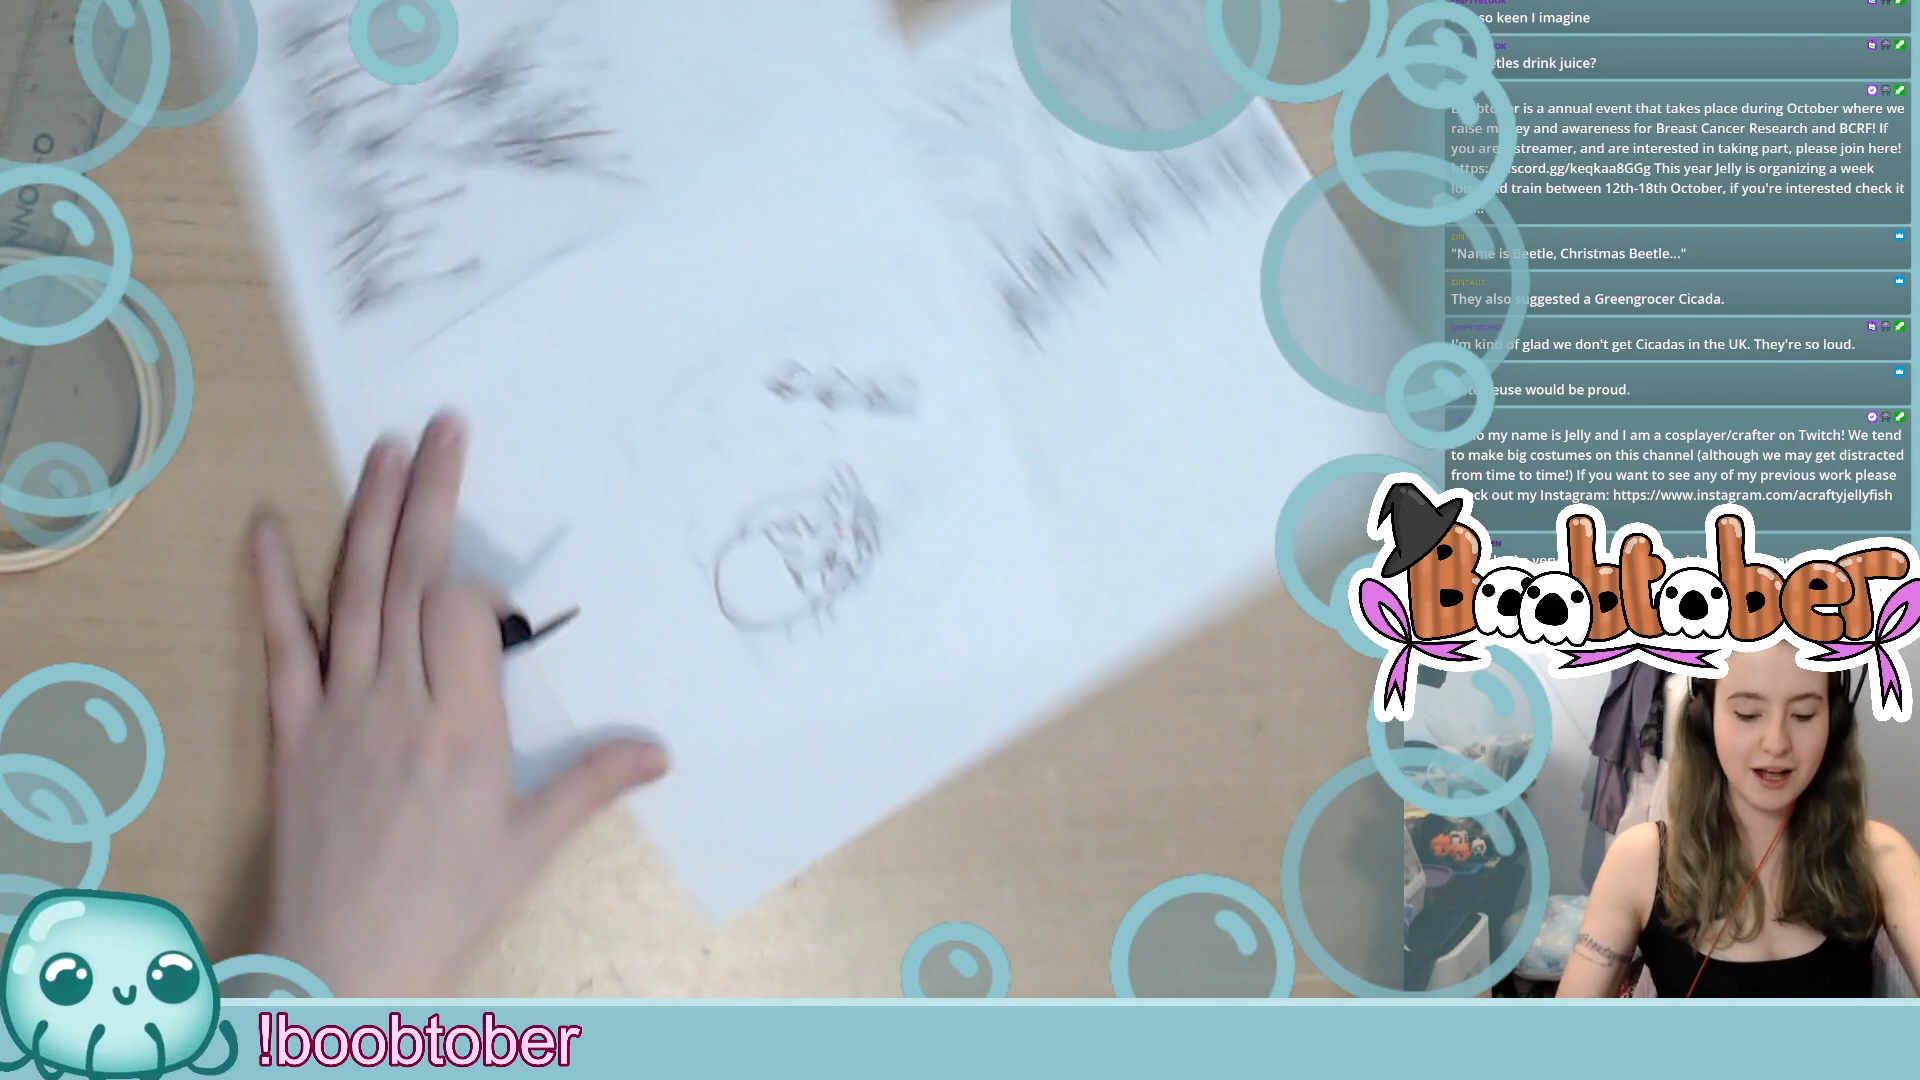 so keen I imagine
etles drink juice?
er is a annual event that takes place during October where we
raise money and awareness for Breast Cancer Research and BCRF! If
you are streamer, and are interested in taking part, please join here!
https: iscord.gg/keqkaa8GGg This year Jelly is organizing a week
train between 12th-18th October, if you're interested check it
"Name is Beetle, Christmas Beetle..."
ZINTAUS
They also suggested a Greengrocer Cicada.
I'm kind of glad we don't get Cicadas in the UK. They're so loud.
euse would be proud.
my name is Jelly and I am a cosplayer/crafter on Twitch! We tend
to make big costumes on this channel (although we may get distracted
from time to time!) If you want to see any of my previous work please
ck out my Instagram: https://www.instagram.com/acraftyjellyfish
Boobtober
!boobtober